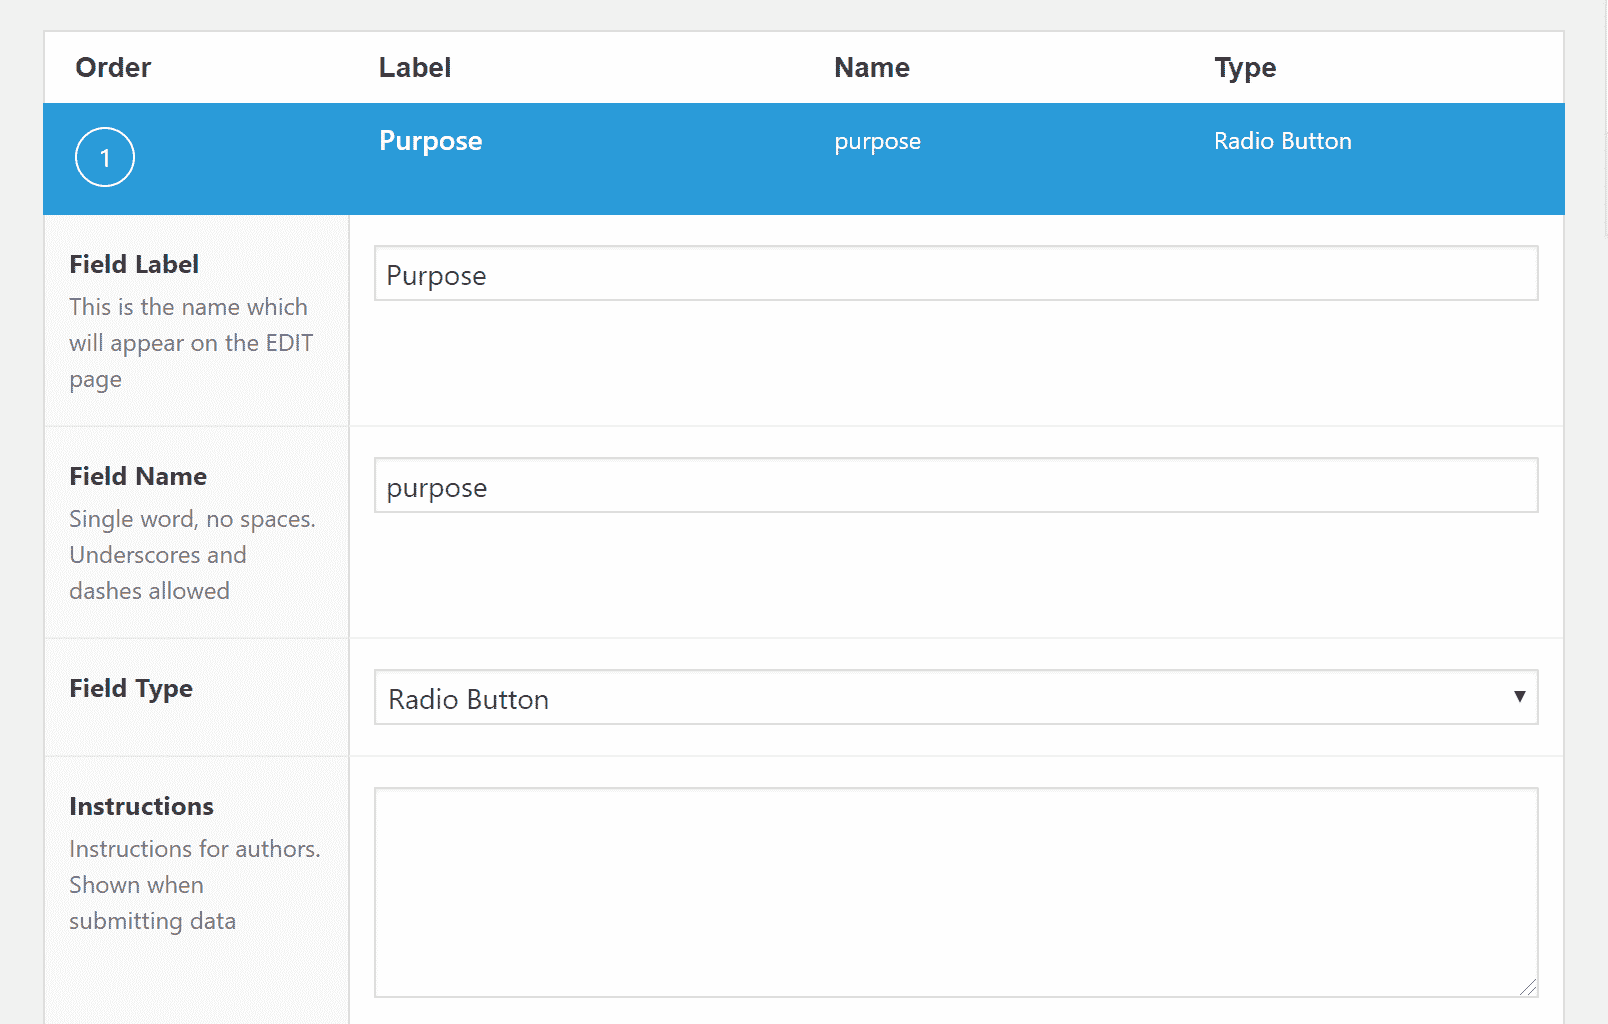 Order Label Name Type
1 Purpose purpose Radio Button
Field Label
This is the name which
will appear on the EDIT
page
Purpose
Field Name
Single word, no spaces.
Underscores and
dashes allowed
purpose
Field Type
Radio Button
Instructions
Instructions for authors.
Shown when
submitting data